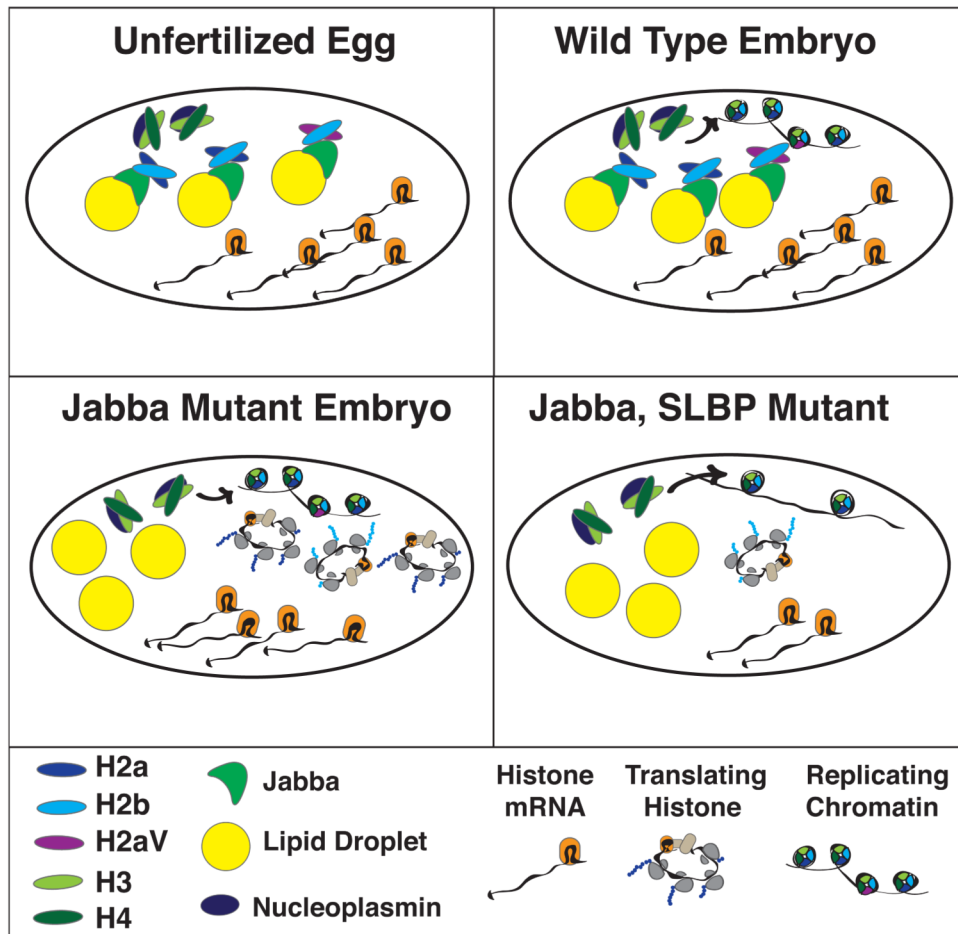 Unfertilized Egg
Wild Type Embryo
Jabba Mutant Embryo
Jabba, SLBP Mutant
H2a
H2b
H2aV
H3
H4
Jabba
Lipid Droplet
Nucleoplasmin
Histone
mRNA
Translating
Histone
Replicating
Chromatin